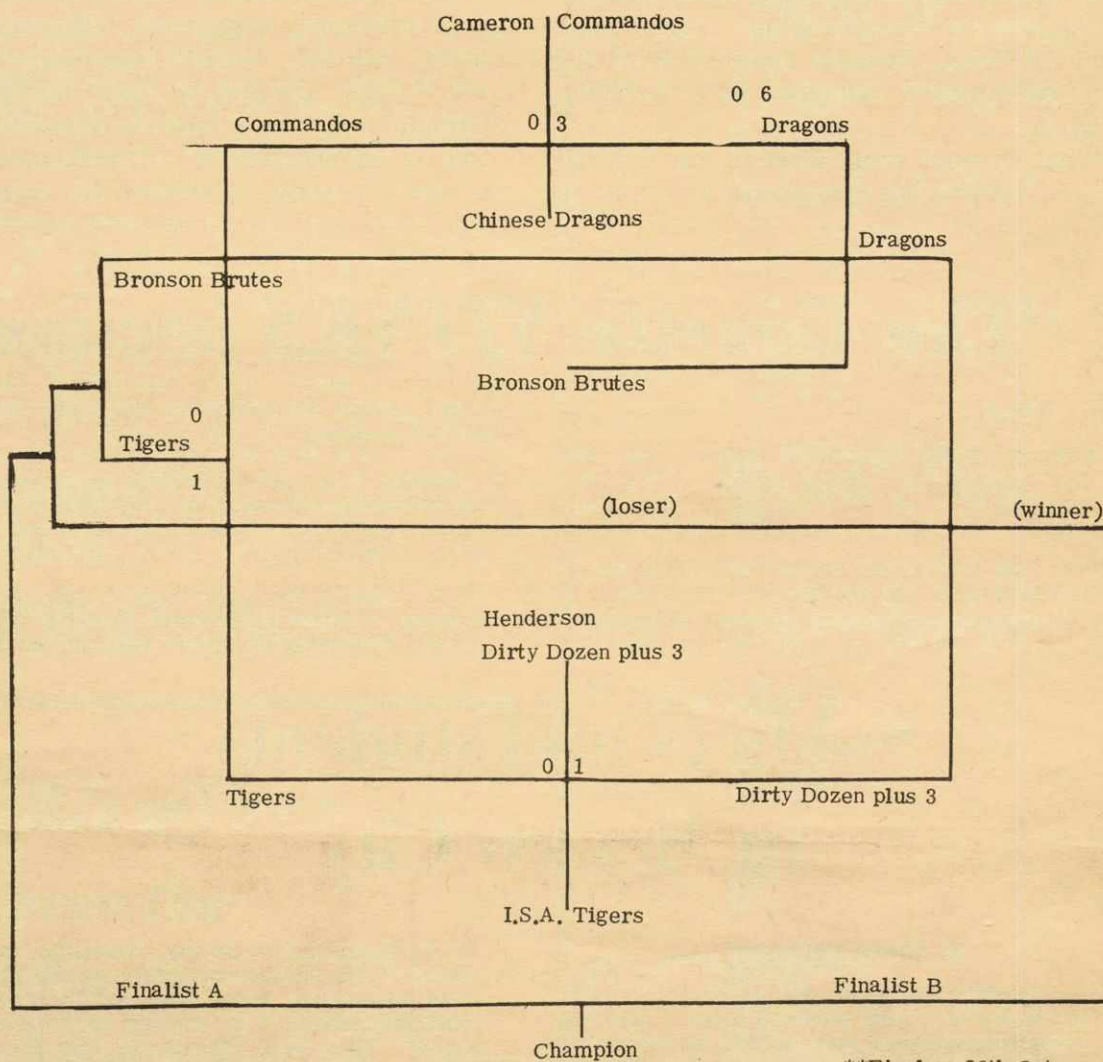 Cameron Commandos
0 6
Commandos 0 3 Dragons
Chinese Dragons
Dragons
Bronson Brutes
Bronson Brutes
0
Tigers
1
(loser) (winner)
Henderson
Dirty Dozen plus 3
0 1
Tigers Dirty Dozen plus 3
I.S.A. Tigers
Finalist A Finalist B
Champion